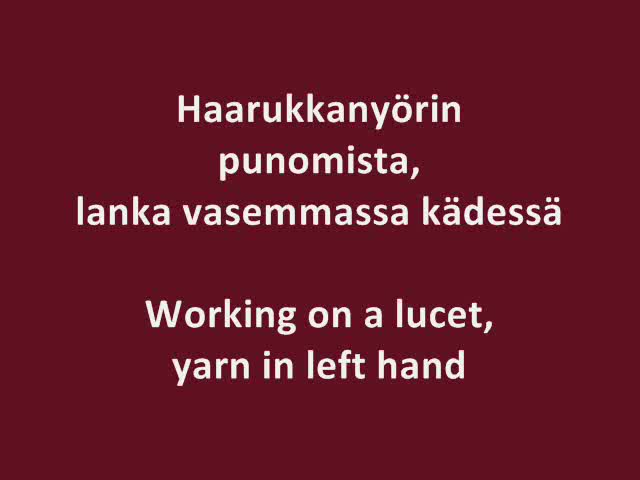 Haarukkanyörin
punomista,
lanka vasemmassa kädessä
Working on a lucet,
yarn in left hand